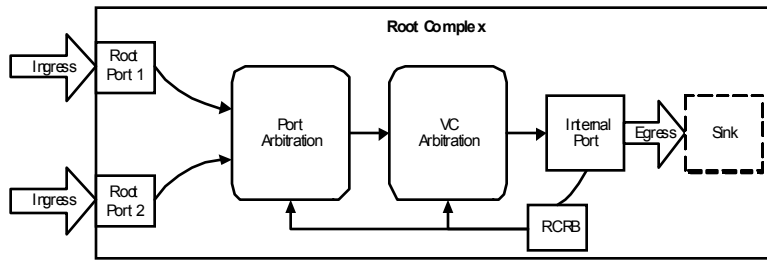 Root Complex
Ingress
Root
Port 1
Port
Arbitration
VC
Arbitration
Internal
Port
Egress
Sink
Ingress
Root
Port 2
RCRB